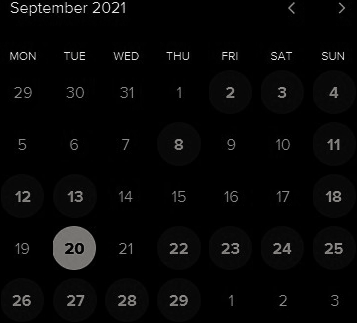 September 2021
MON TUE WED THU FRI SAT SUN
29 30 31 1 2 3 4
5 6 7 8 9 10 11
12 13 14 15 16 17 18
19 20 21 22 23 24 25
26 27 28 29 1 2 3